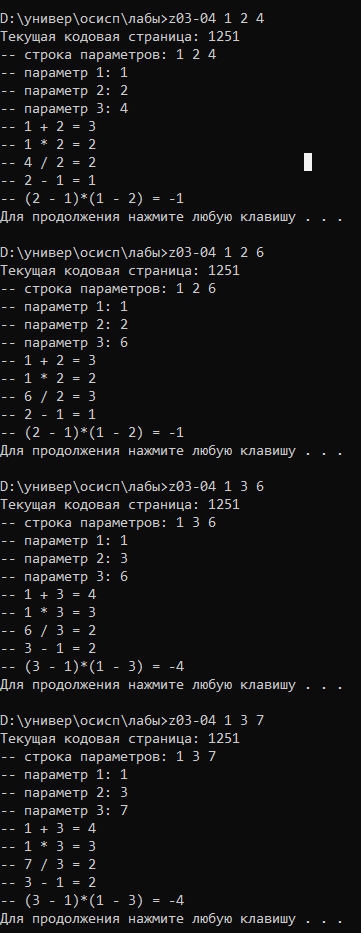 D:\универ\осисп\лабы>z03-04 1 2 4
Текущая кодовая страница: 1251
-- строка параметров: 1 2 4
-- параметр 1: 1
-- параметр 2: 2
-- параметр 3: 4
-- 1 + 2 = 3
-- 1 * 2 = 2
-- 4 / 2 = 2
-- 2 - 1 = 1
-- (2 - 1)*(1 - 2) = -1
Для продолжения нажмите любую клавишу . . .
D:\универ\осисп\лабы>z03-04 1 2 6
Текущая кодовая страница: 1251
-- строка параметров: 1 2 6
-- параметр 1: 1
-- параметр 2: 2
-- параметр 3: 6
-- 1 + 2 = 3
-- 1 * 2 = 2
-- 6 / 2 = 3
-- 2 - 1 = 1
-- (2 - 1)*(1 - 2) = -1
Для продолжения нажмите любую клавишу . . .
D:\универ\осисп\лабы>z03-04 1 3 6
Текущая кодовая страница: 1251
-- строка параметров: 1 3 6
-- параметр 1: 1
-- параметр 2: 3
-- параметр 3: 6
-- 1 + 3 = 4
-- 1 * 3 = 3
-- 6 / 3 = 2
-- 3 - 1 = 2
-- (3 - 1)*(1 - 3) = -4
Для продолжения нажмите любую клавишу . . .
D:\универ\осисп\лабы>z03-04 1 3 7
Текущая кодовая страница: 1251
-- строка параметров: 1 3 7
-- параметр 1: 1
-- параметр 2: 3
-- параметр 3: 7
-- 1 + 3 = 4
-- 1 * 3 = 3
-- 7 / 3 = 2
-- 3 - 1 = 2
-- (3 - 1)*(1 - 3) = -4
Для продолжения нажмите любую клавишу . . .